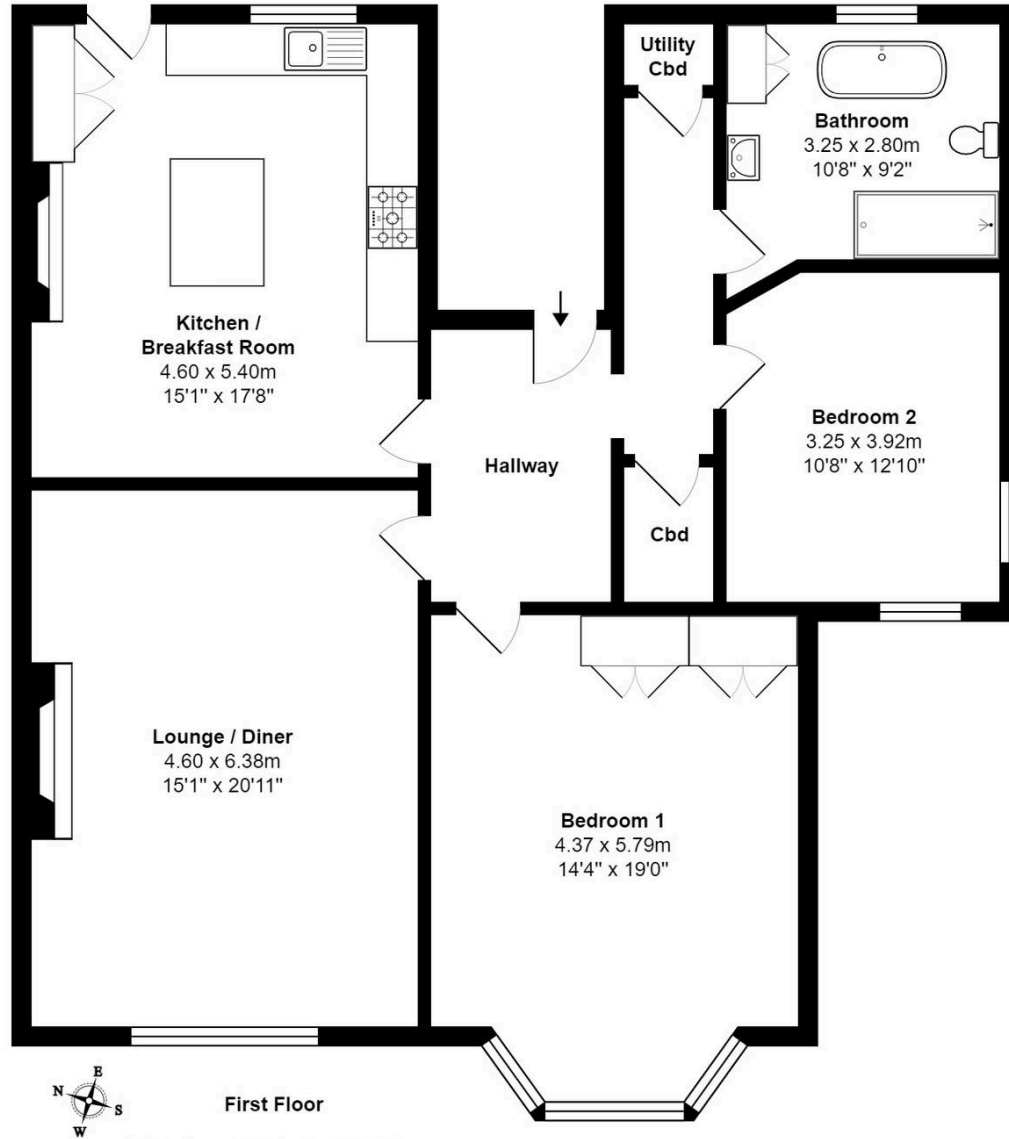 Utility
Cbd
Bathroom
3.25 x 2.80m
10'8" x 9'2"
Kitchen /
Breakfast Room
4.60 x 5.40m
15'1" x 17'8"
Hallway
Bedroom 2
3.25 x 3.92m
10'8" x 12'10"
Cbd
Lounge / Diner
4.60 x 6.38m
15'1" x 20'11"
Bedroom 1
4.37 x 5.79m
14'4" x 19'0"
E
N
S
W
First Floor